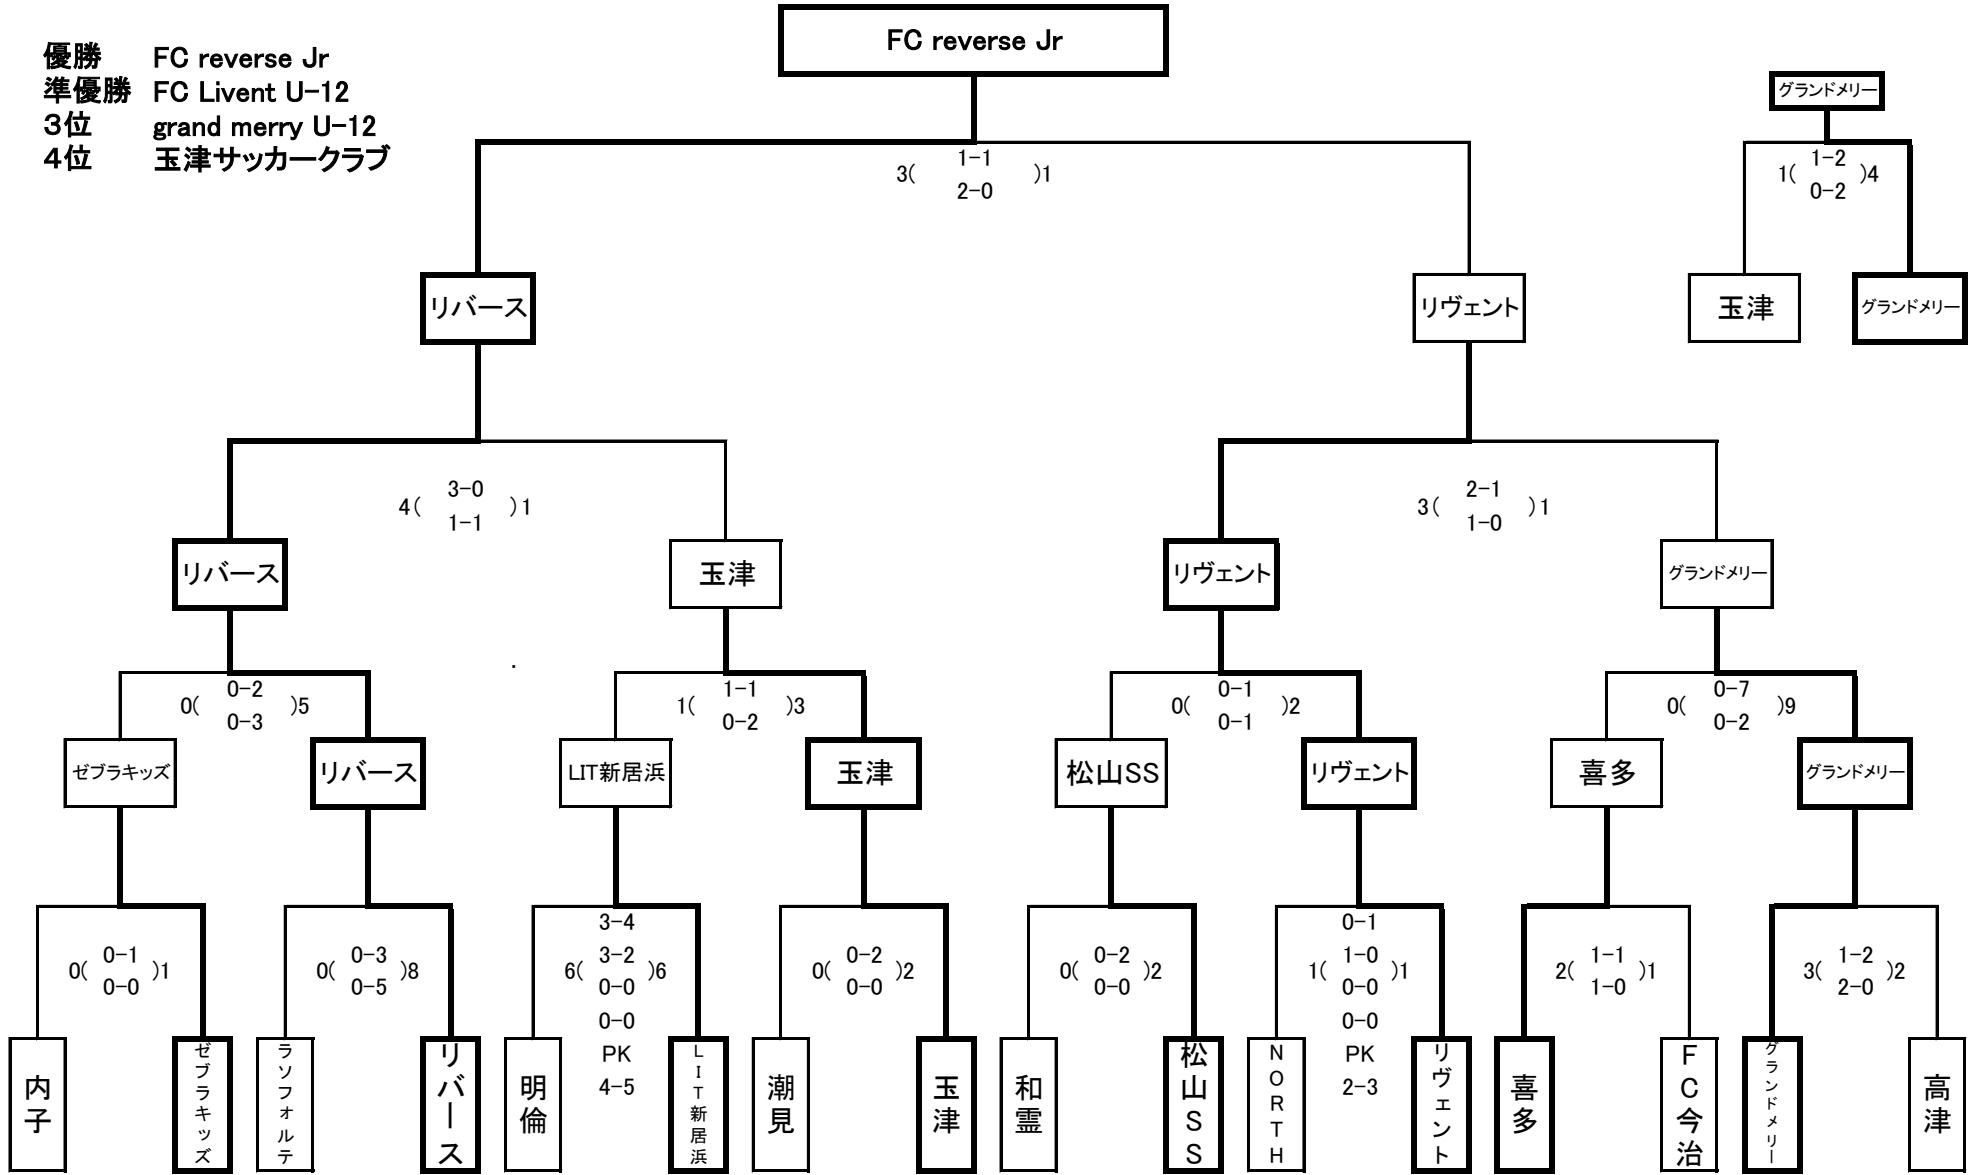 FC reverse Jr
優勝 FC reverse Jr
準優勝 FC Livent U-12
3位 grand merry U-12
4位 玉津サッカークラブ
グランドメリー
1-1
3( )1
2-0
1-2
1( )4
0-2
リバース
リヴェント
玉津
グランドメリー
3-0
4( )1
1-1
2-1
3( )1
1-0
リバース
玉津
リヴェント
グランドメリー
0-2
0( )5
0-3
1-1
1( )3
0-2
0-1
0( )2
0-1
0-7
0( )9
0-2
ゼブラキッズ
リバース
LIT新居浜
玉津
松山SS
リヴェント
喜多
グランドメリー
0-1
0( )1
0-0
0-3
0( )8
0-5
3-4
3-2
6( )6
0-0
0-0
PK
4-5
0-2
0( )2
0-0
0-2
0( )2
0-0
0-1
1-0
1( )1
0-0
0-0
PK
2-3
1-1
2( )1
1-0
1-2
3( )2
2-0
内子
ゼブラキッズ
ラソフォルテ
リバース
明倫
LIT新居浜
潮見
玉津
和霊
松山SS
NORTH
リヴェント
喜多
FC今治
グランドメリー
高津